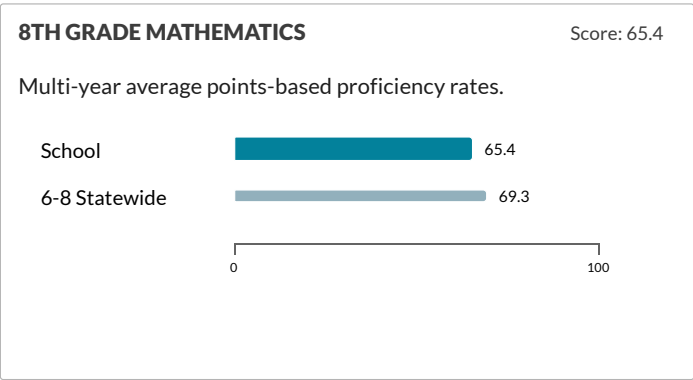 8TH GRADE MATHEMATICS Score: 65.4
Multi-year average points-based proficiency rates.
School 65.4
6-8 Statewide 69.3
0 100